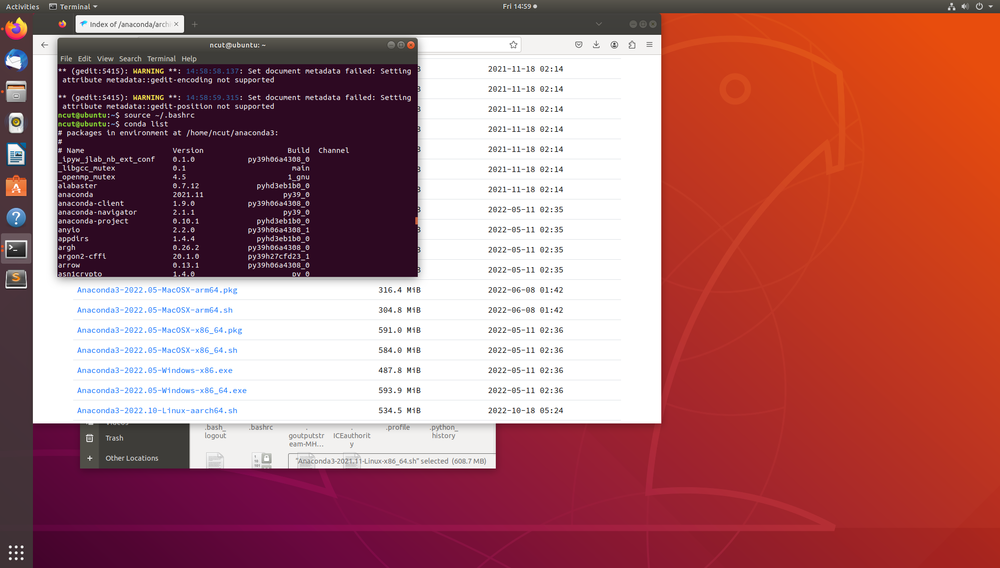 Activities
Terminal
Fri 14:59
Index of /anaconda/archi
ncut@ubuntu: ~
File Edit View Search Terminal Help
** (gedit:5415): WARNING **: 14:58:58.137: Set document metadata failed: Setting
attribute metadata::gedit-encoding not supported
** (gedit:5415): WARNING **: 14:58:59.315: Set document metadata failed: Setting
attribute metadata::gedit-position not supported
ncut@ubuntu:~$ source ~/.bashrc
ncut@ubuntu:~$ conda list
# packages in environment at /home/ncut/anaconda3:
#
# Name Version Build Channel
_ipyw_jlab_nb_ext_conf 0.1.0 py39h06a4308_0
_libgcc_mutex 0.1 main
_openmp_mutex 4.5 1_gnu
alabaster 0.7.12 pyhd3eb1b0_0
anaconda 2021.11 py39_0
anaconda-client 1.9.0 py39h06a4308_0
anaconda-navigator 2.1.1 py39_0
anaconda-project 0.10.1 pyhd3eb1b0_0
anyio 2.2.0 py39h06a4308_1
appdirs 1.4.4 pyhd3eb1b0_0
argh 0.26.2 py39h06a4308_0
argon2-cffi 20.1.0 py39h27cfd23_1
arrow 0.13.1 py39h06a4308_0
asn1crypto 1.4.0 py_0
B 2021-11-18 02:14
B 2021-11-18 02:14
B 2021-11-18 02:14
B 2021-11-18 02:14
B 2021-11-18 02:14
B 2021-11-18 02:14
B 2021-11-18 02:14
B 2022-05-11 02:35
B 2022-05-11 02:35
B 2022-05-11 02:35
B 2022-05-11 02:35
Anaconda3-2022.05-MacOSX-arm64.pkg 316.4 MiB 2022-06-08 01:42
Anaconda3-2022.05-MacOSX-arm64.sh 304.8 MiB 2022-06-08 01:42
Anaconda3-2022.05-MacOSX-x86_64.pkg 591.0 MiB 2022-05-11 02:36
Anaconda3-2022.05-MacOSX-x86_64.sh 584.0 MiB 2022-05-11 02:36
Anaconda3-2022.05-Windows-x86.exe 487.8 MiB 2022-05-11 02:36
Anaconda3-2022.05-Windows-x86_64.exe 593.9 MiB 2022-05-11 02:36
Anaconda3-2022.10-Linux-aarch64.sh 534.5 MiB 2022-10-18 05:24
Videos
Trash
+ Other Locations
.bash_
logout
.bashrc
.
goutputstr
eam-MH...
.
ICEauthorit
y
.profile
.python_
history
1
10
101
“Anaconda3-2021.11-Linux-x86_64.sh” selected (608.7 MB)